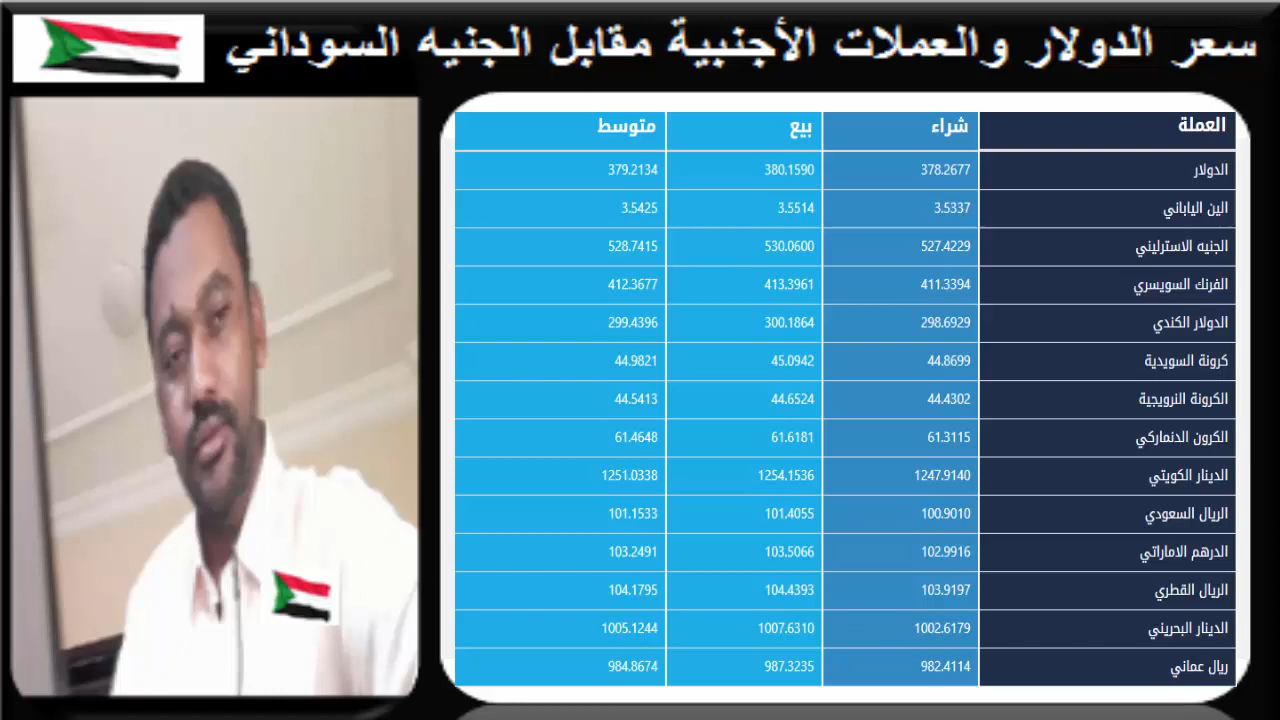 سعر الدولار والعملات الأجنبية مقابل الجنيه السوداني
العملة شراء بيع متوسط
الدولار 378.2677 380.1590 379.2134
الين الياباني 3.5337 3.5514 3.5425
الجنيه الاسترليني 527.4229 530.0600 528.7415
الفرنك السويسري 411.3394 413.3961 412.3677
الدولار الكندي 298.6929 300.1864 299.4396
كرونة السويدية 44.8699 45.0942 44.9821
الكرونة النرويجية 44.4302 44.6524 44.5413
الكرون الدنماركي 61.3115 61.6181 61.4648
الدينار الكويتي 1247.9140 1254.1536 1251.0338
الريال السعودي 100.9010 101.4055 101.1533
الدرهم الاماراتي 102.9916 103.5066 103.2491
الريال القطري 103.9197 104.4393 104.1795
الدينار البحريني 1002.6179 1007.6310 1005.1244
ريال عماني 982.4114 987.3235 984.8674